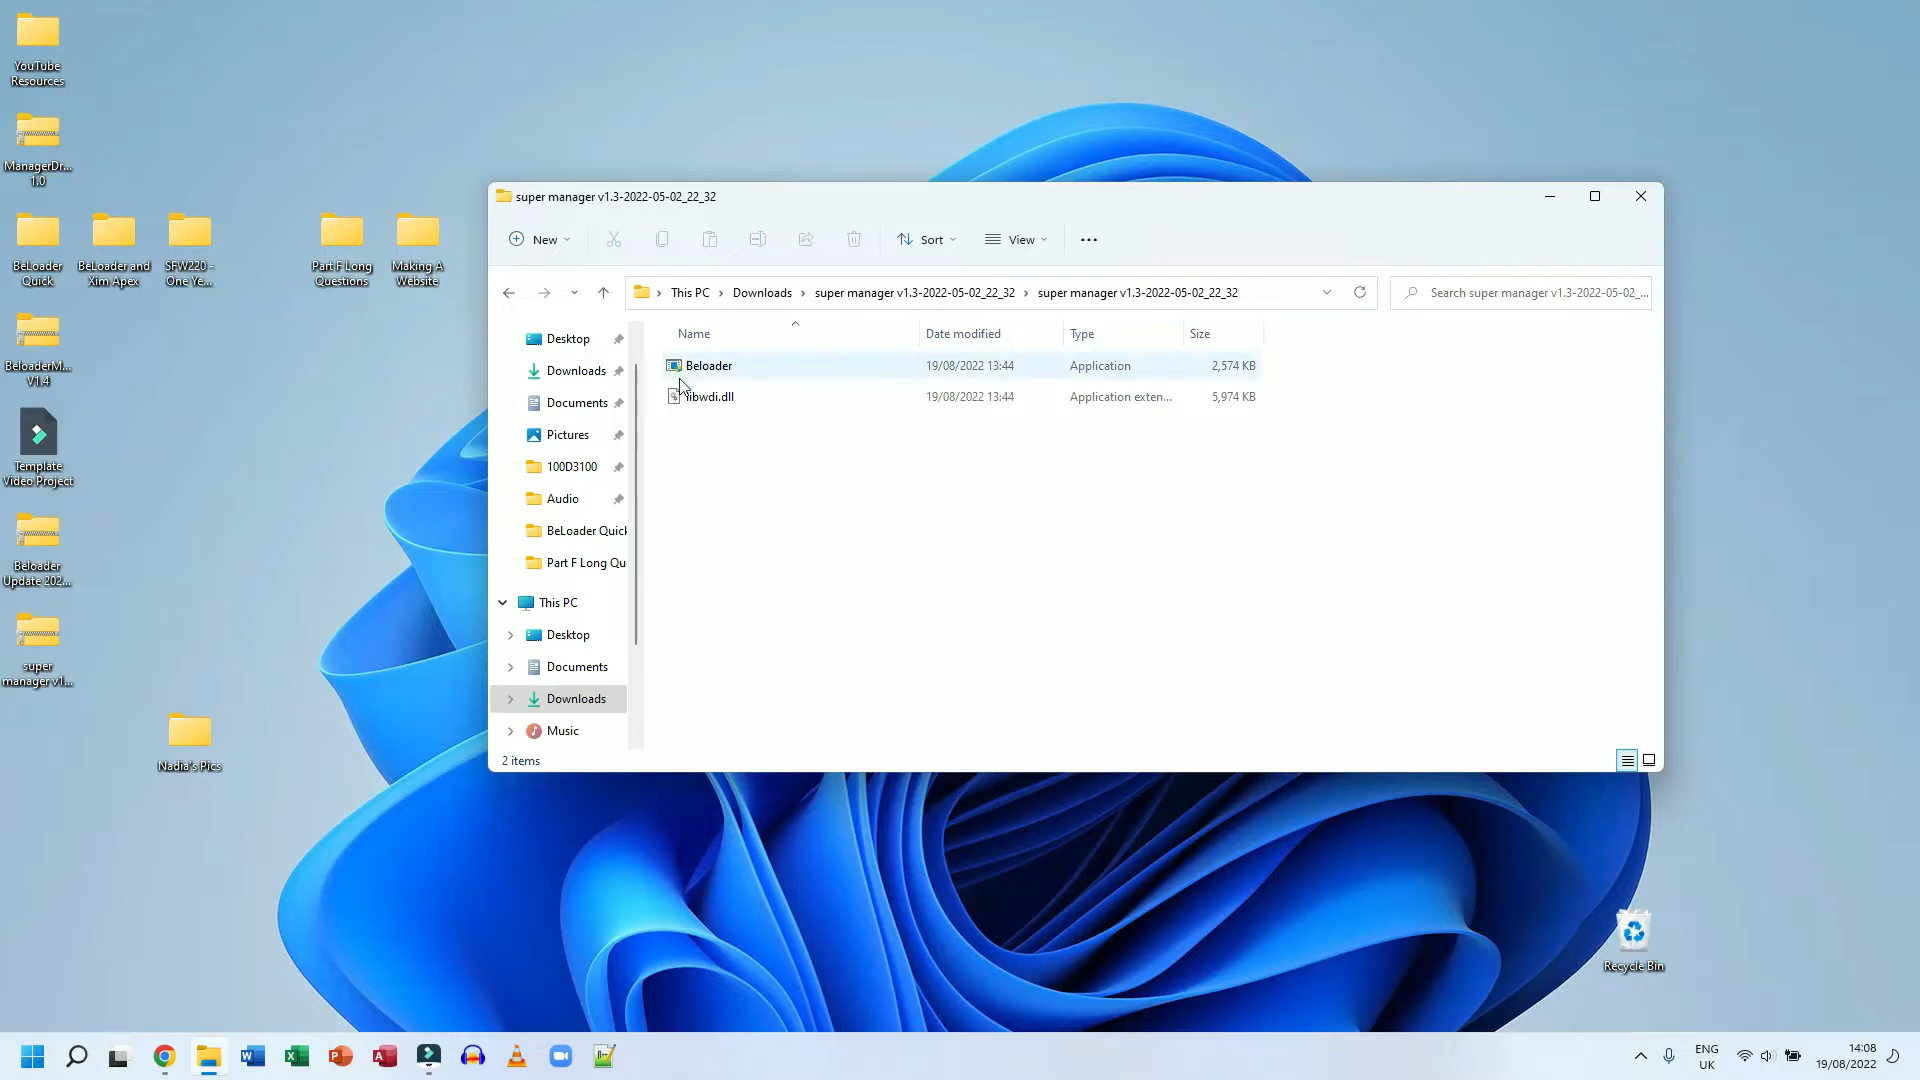 YouTube
Resources
ManagerDr...
1.0
BeLoader
Quick
BeLoader and
Xim Apex
SFW220 -
One Ye...
Part F Long
Questions
Making A
Website
BeloaderM...
V1.4
Template
Video Project
Beloader
Update 202...
super
manager v1...
Nadia's Pics
Recycle Bin
super manager v1.3-2022-05-02_22_32
New
Sort
View
This PC > Downloads > super manager v1.3-2022-05-02_22_32 > super manager v1.3-2022-05-02_22_32
Search super manager v1.3-2022-05-02_...
Desktop
Downloads
Documents
Pictures
100D3100
Audio
BeLoader Quick
Part F Long Qu
This PC
Desktop
Documents
Downloads
Music
Name Date modified Type Size
Beloader 19/08/2022 13:44 Application 2,574 KB
libwdi.dll 19/08/2022 13:44 Application exten... 5,974 KB
2 items
ENG
UK
14:08
19/08/2022